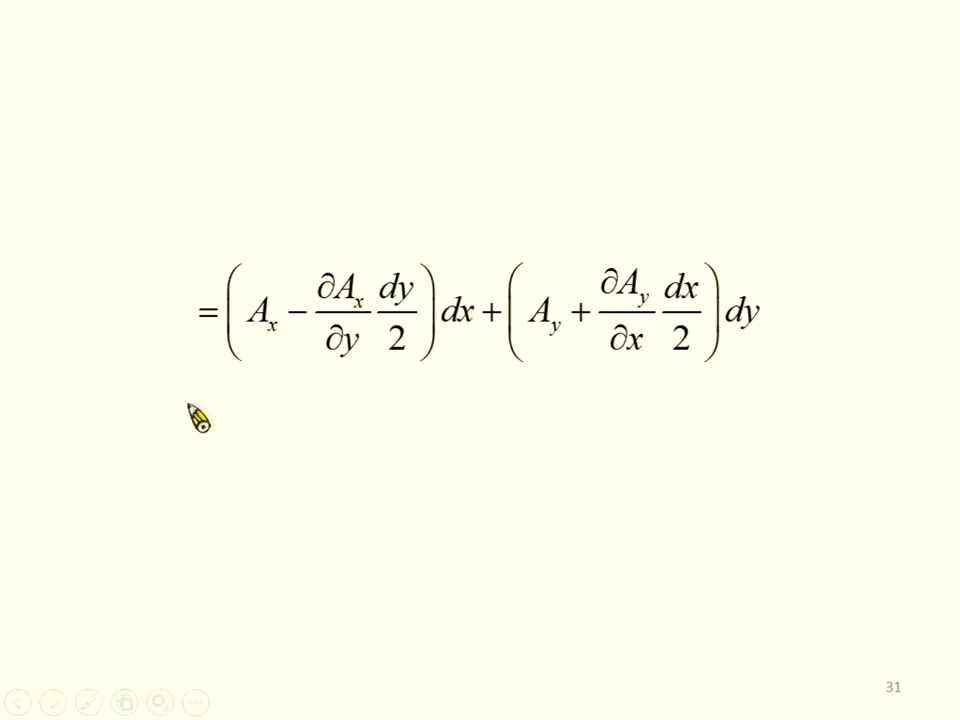 = ( A_x − ∂A_x/∂y dy/2 ) dx + ( A_y + ∂A_y/∂x dx/2 ) dy
31